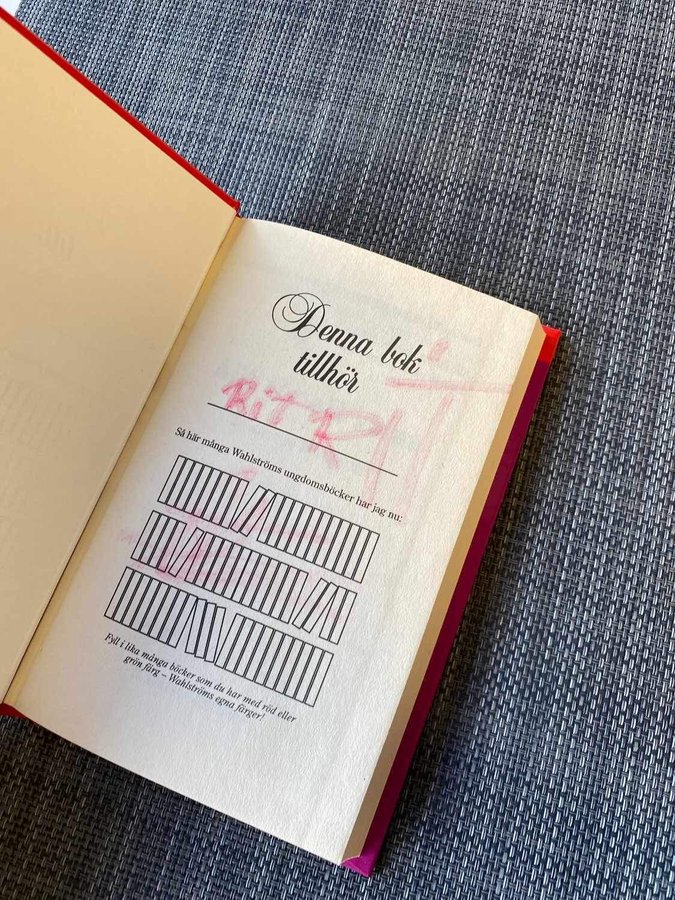 Denna bok
tillhör
Så här många Wahlströms ungdomsböcker har jag nu:
Fyll i lika många böcker som du har med röd eller
grön färg – Wahlströms egna färger!